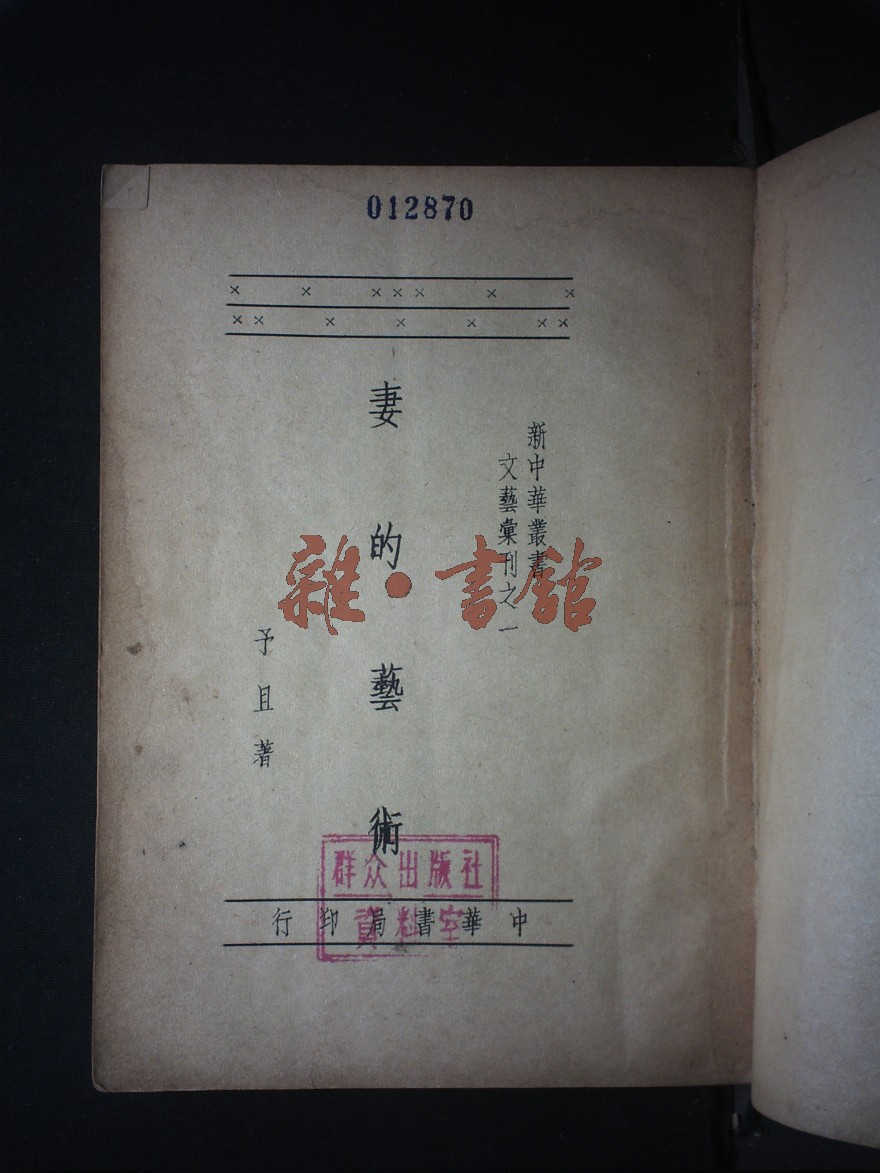 012870
新中華叢書
文藝彙刊之一
妻的藝術
予且著
中華書局印行
群众出版社
資料室
雜·書館